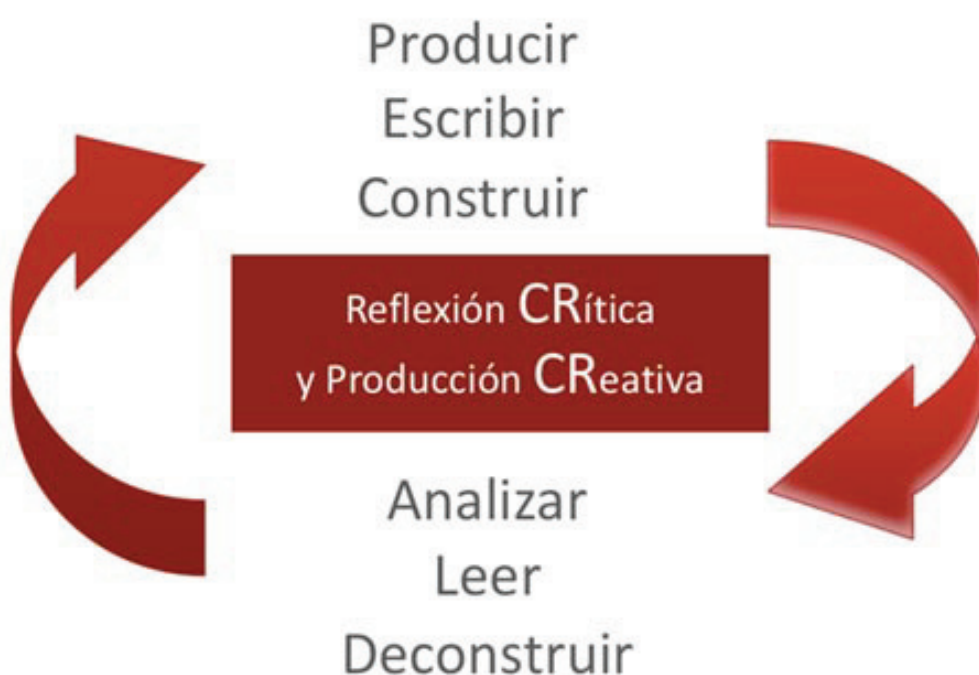 Producir
Escribir
Construir
Reflexión CRítica
y Producción CReativa
Analizar
Leer
Deconstruir